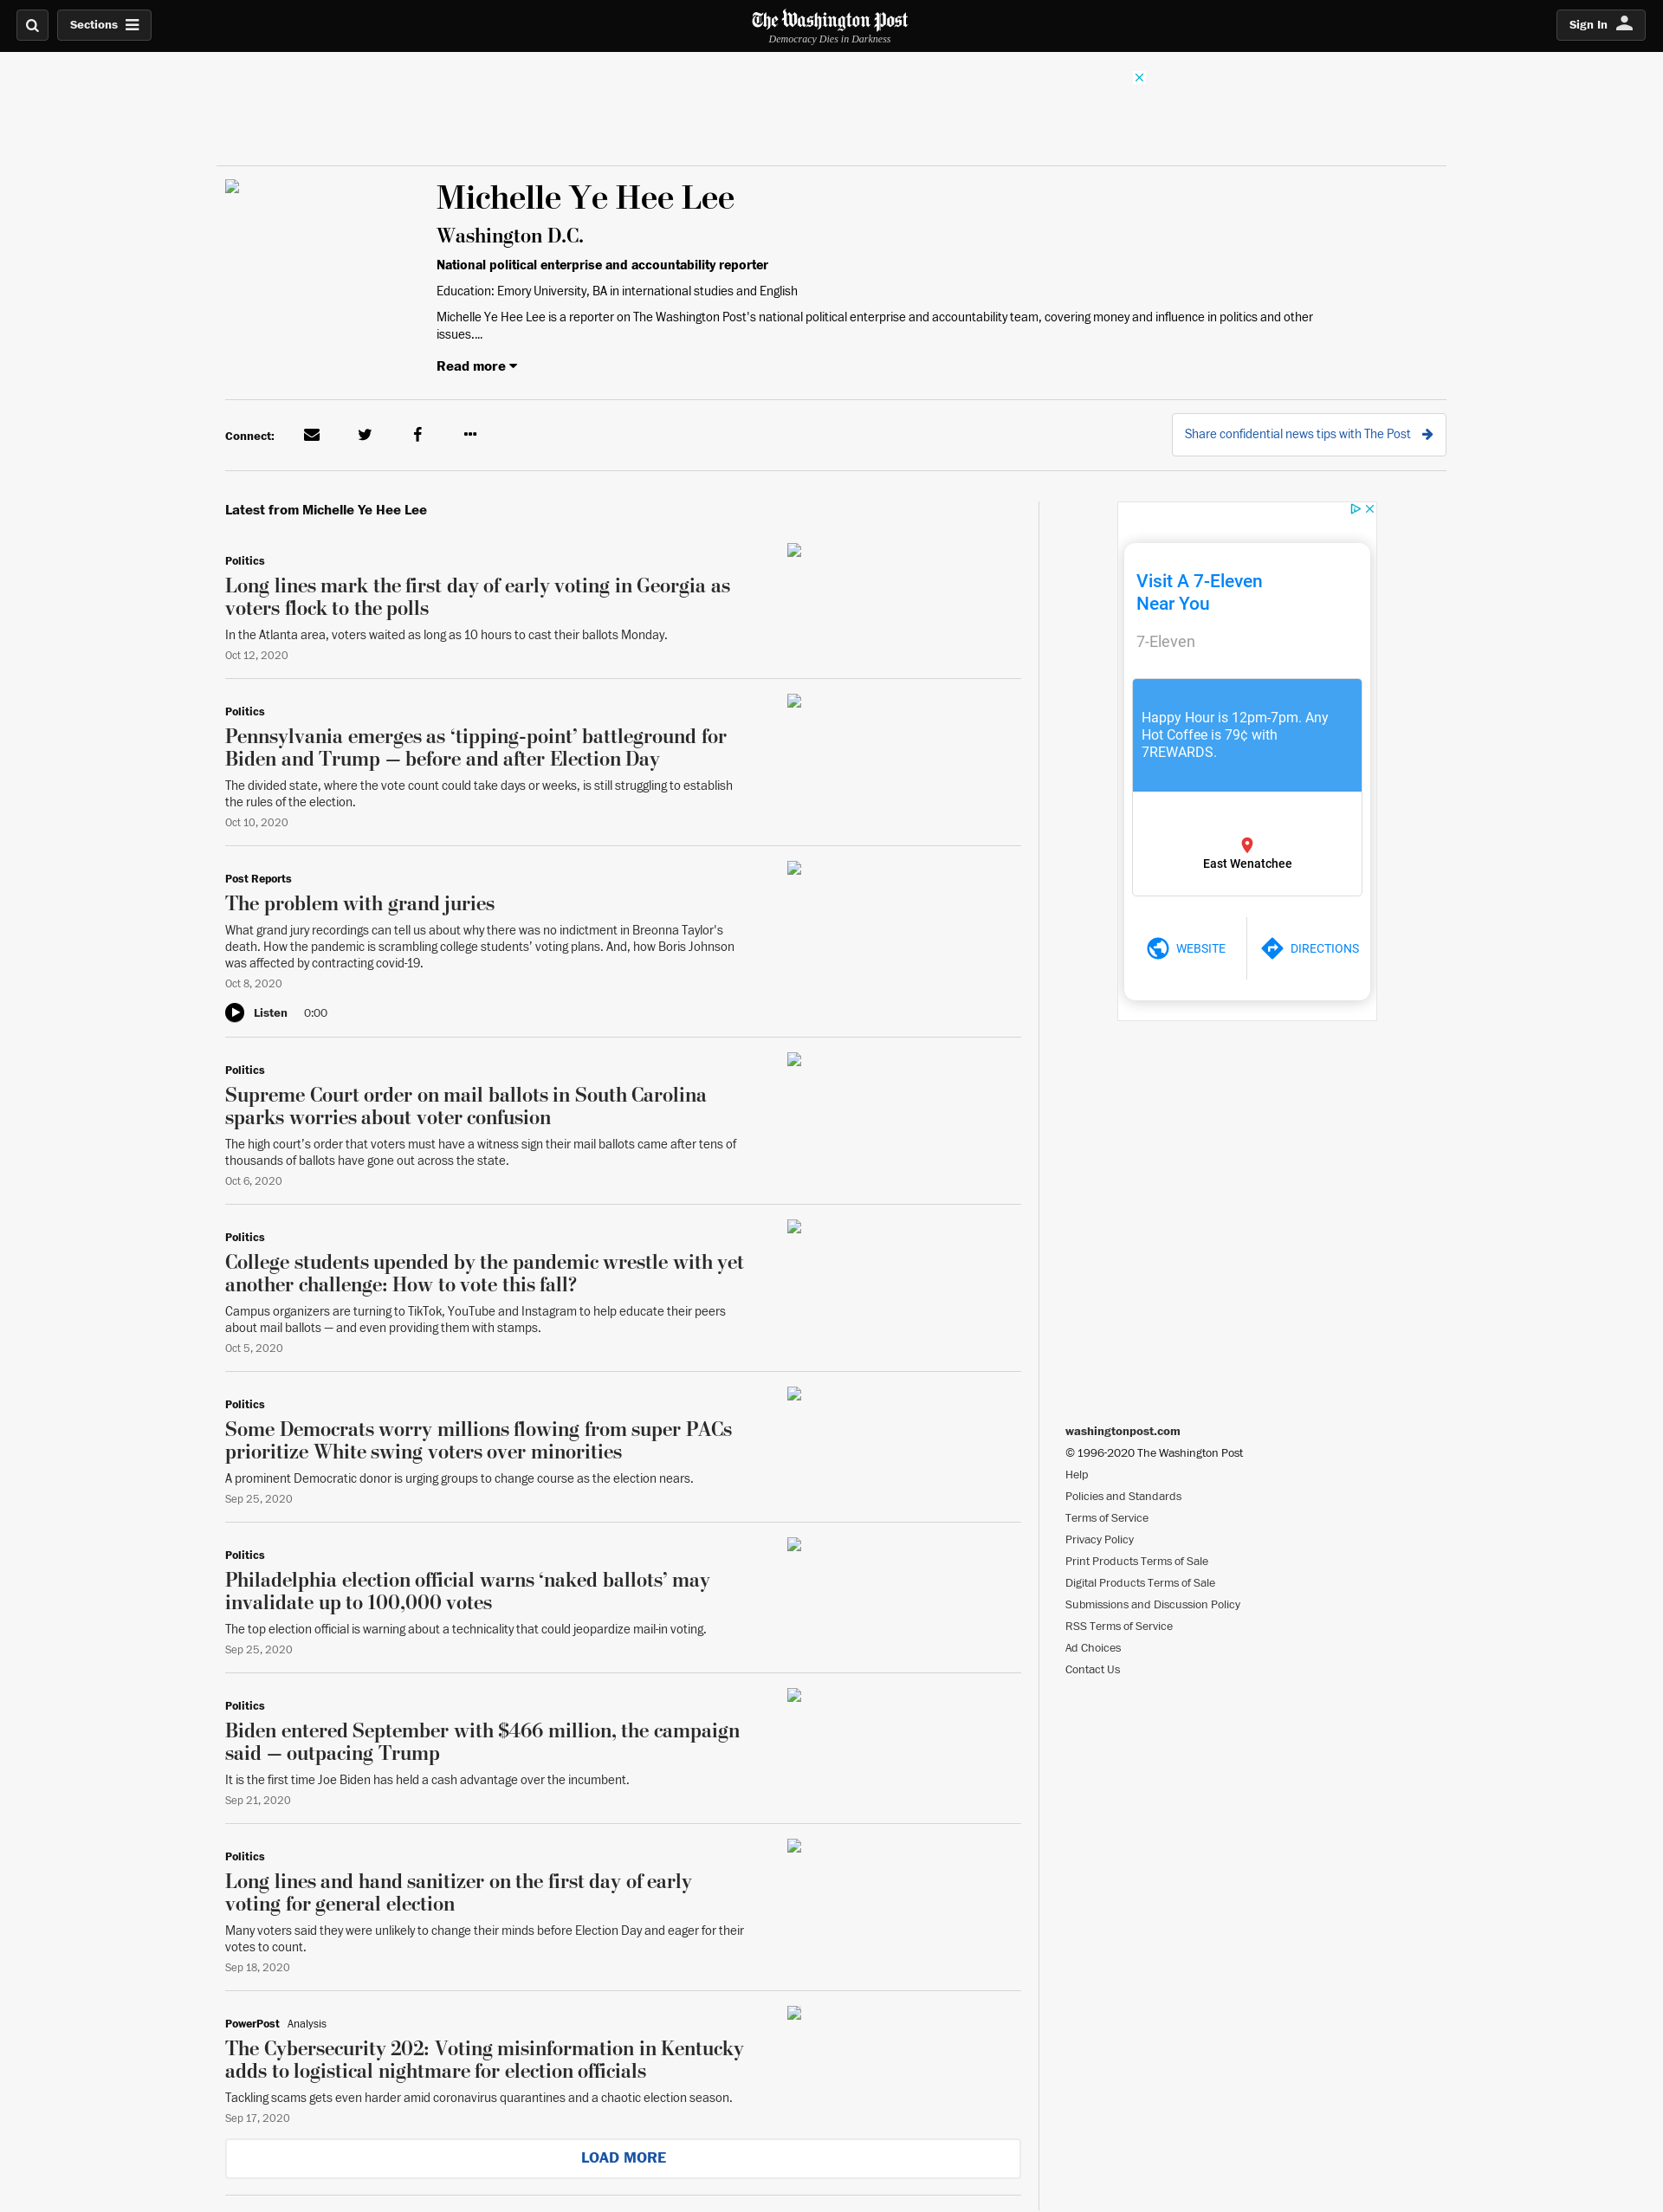 Sections
The Washington Post
Democracy Dies in Darkness
Sign In
Michelle Ye Hee Lee
Washington D.C.
National political enterprise and accountability reporter
Education: Emory University, BA in international studies and English
Michelle Ye Hee Lee is a reporter on The Washington Post's national political enterprise and accountability team, covering money and influence in politics and other
issues....
Read more
Connect:
Share confidential news tips with The Post
Latest from Michelle Ye Hee Lee
Politics
Long lines mark the first day of early voting in Georgia as
voters flock to the polls
In the Atlanta area, voters waited as long as 10 hours to cast their ballots Monday.
Oct 12, 2020
Politics
Pennsylvania emerges as ‘tipping-point’ battleground for
Biden and Trump — before and after Election Day
The divided state, where the vote count could take days or weeks, is still struggling to establish
the rules of the election.
Oct 10, 2020
Post Reports
The problem with grand juries
What grand jury recordings can tell us about why there was no indictment in Breonna Taylor's
death. How the pandemic is scrambling college students’ voting plans. And, how Boris Johnson
was affected by contracting covid-19.
Oct 8, 2020
Listen 0:00
Politics
Supreme Court order on mail ballots in South Carolina
sparks worries about voter confusion
The high court’s order that voters must have a witness sign their mail ballots came after tens of
thousands of ballots have gone out across the state.
Oct 6, 2020
Politics
College students upended by the pandemic wrestle with yet
another challenge: How to vote this fall?
Campus organizers are turning to TikTok, YouTube and Instagram to help educate their peers
about mail ballots — and even providing them with stamps.
Oct 5, 2020
Politics
Some Democrats worry millions flowing from super PACs
prioritize White swing voters over minorities
A prominent Democratic donor is urging groups to change course as the election nears.
Sep 25, 2020
Politics
Philadelphia election official warns ‘naked ballots’ may
invalidate up to 100,000 votes
The top election official is warning about a technicality that could jeopardize mail-in voting.
Sep 25, 2020
Politics
Biden entered September with $466 million, the campaign
said — outpacing Trump
It is the first time Joe Biden has held a cash advantage over the incumbent.
Sep 21, 2020
Politics
Long lines and hand sanitizer on the first day of early
voting for general election
Many voters said they were unlikely to change their minds before Election Day and eager for their
votes to count.
Sep 18, 2020
PowerPost Analysis
The Cybersecurity 202: Voting misinformation in Kentucky
adds to logistical nightmare for election officials
Tackling scams gets even harder amid coronavirus quarantines and a chaotic election season.
Sep 17, 2020
LOAD MORE
Visit A 7-Eleven
Near You
7-Eleven
Happy Hour is 12pm-7pm. Any
Hot Coffee is 79¢ with
7REWARDS.
East Wenatchee
WEBSITE
DIRECTIONS
washingtonpost.com
© 1996-2020 The Washington Post
Help
Policies and Standards
Terms of Service
Privacy Policy
Print Products Terms of Sale
Digital Products Terms of Sale
Submissions and Discussion Policy
RSS Terms of Service
Ad Choices
Contact Us